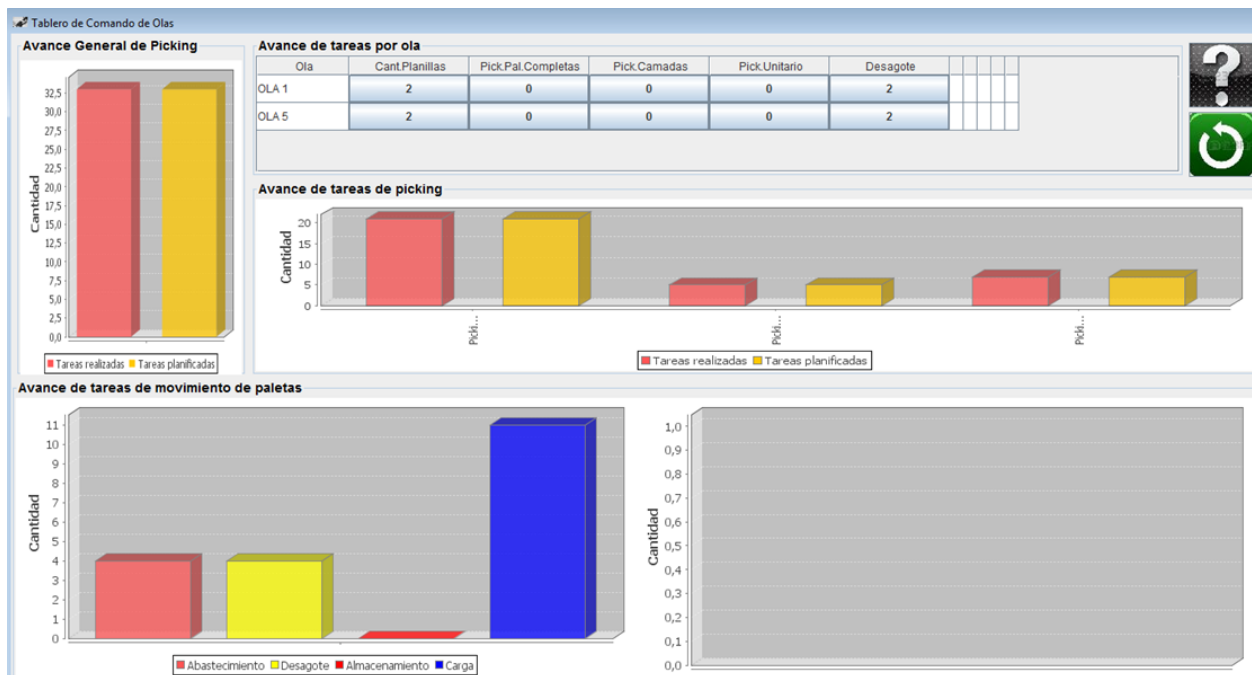 Tablero de Comando de Olas
Avance General de Picking
Cantidad
32,5
30,0
27,5
25,0
22,5
20,0
17,5
15,0
12,5
10,0
7,5
5,0
2,5
0,0
Tareas realizadas Tareas planificadas
Avance de tareas por ola
Ola Cant.Planillas Pick.Pal.Completas Pick.Camadas Pick.Unitario Desagote
OLA 1 2 0 0 0 2
OLA 5 2 0 0 0 2
?
Avance de tareas de picking
Cantidad
20
15
10
5
0
Picki... Picki... Picki...
Tareas realizadas Tareas planificadas
Avance de tareas de movimiento de paletas
Cantidad
11
10
9
8
7
6
5
4
3
2
1
0
Abastecimiento Desagote Almacenamiento Carga
Cantidad
1,0
0,9
0,8
0,7
0,6
0,5
0,4
0,3
0,2
0,1
0,0